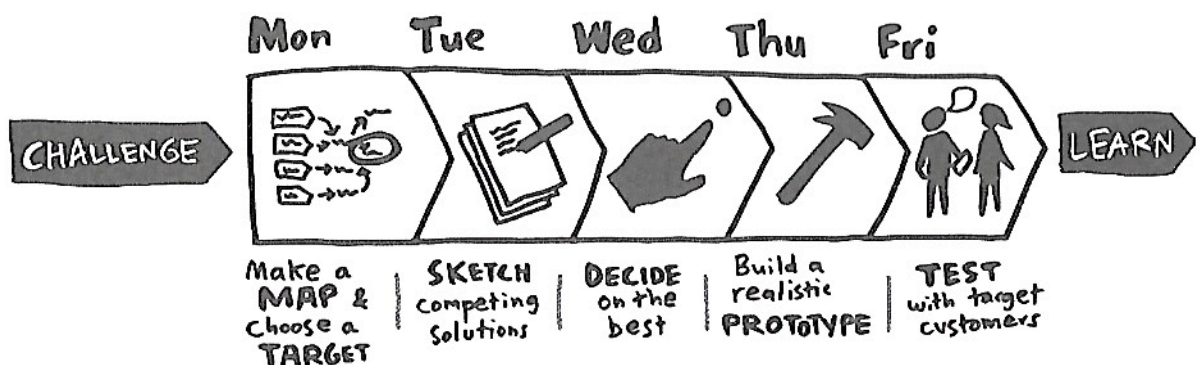 Mon Tue Wed Thu Fri
CHALLENGE
LEARN
Make a
MAP &
Choose a
TARGET
SKETCH
competing
solutions
DECIDE
on the
best
Build a
realistic
PROTOTYPE
TEST
with target
customers